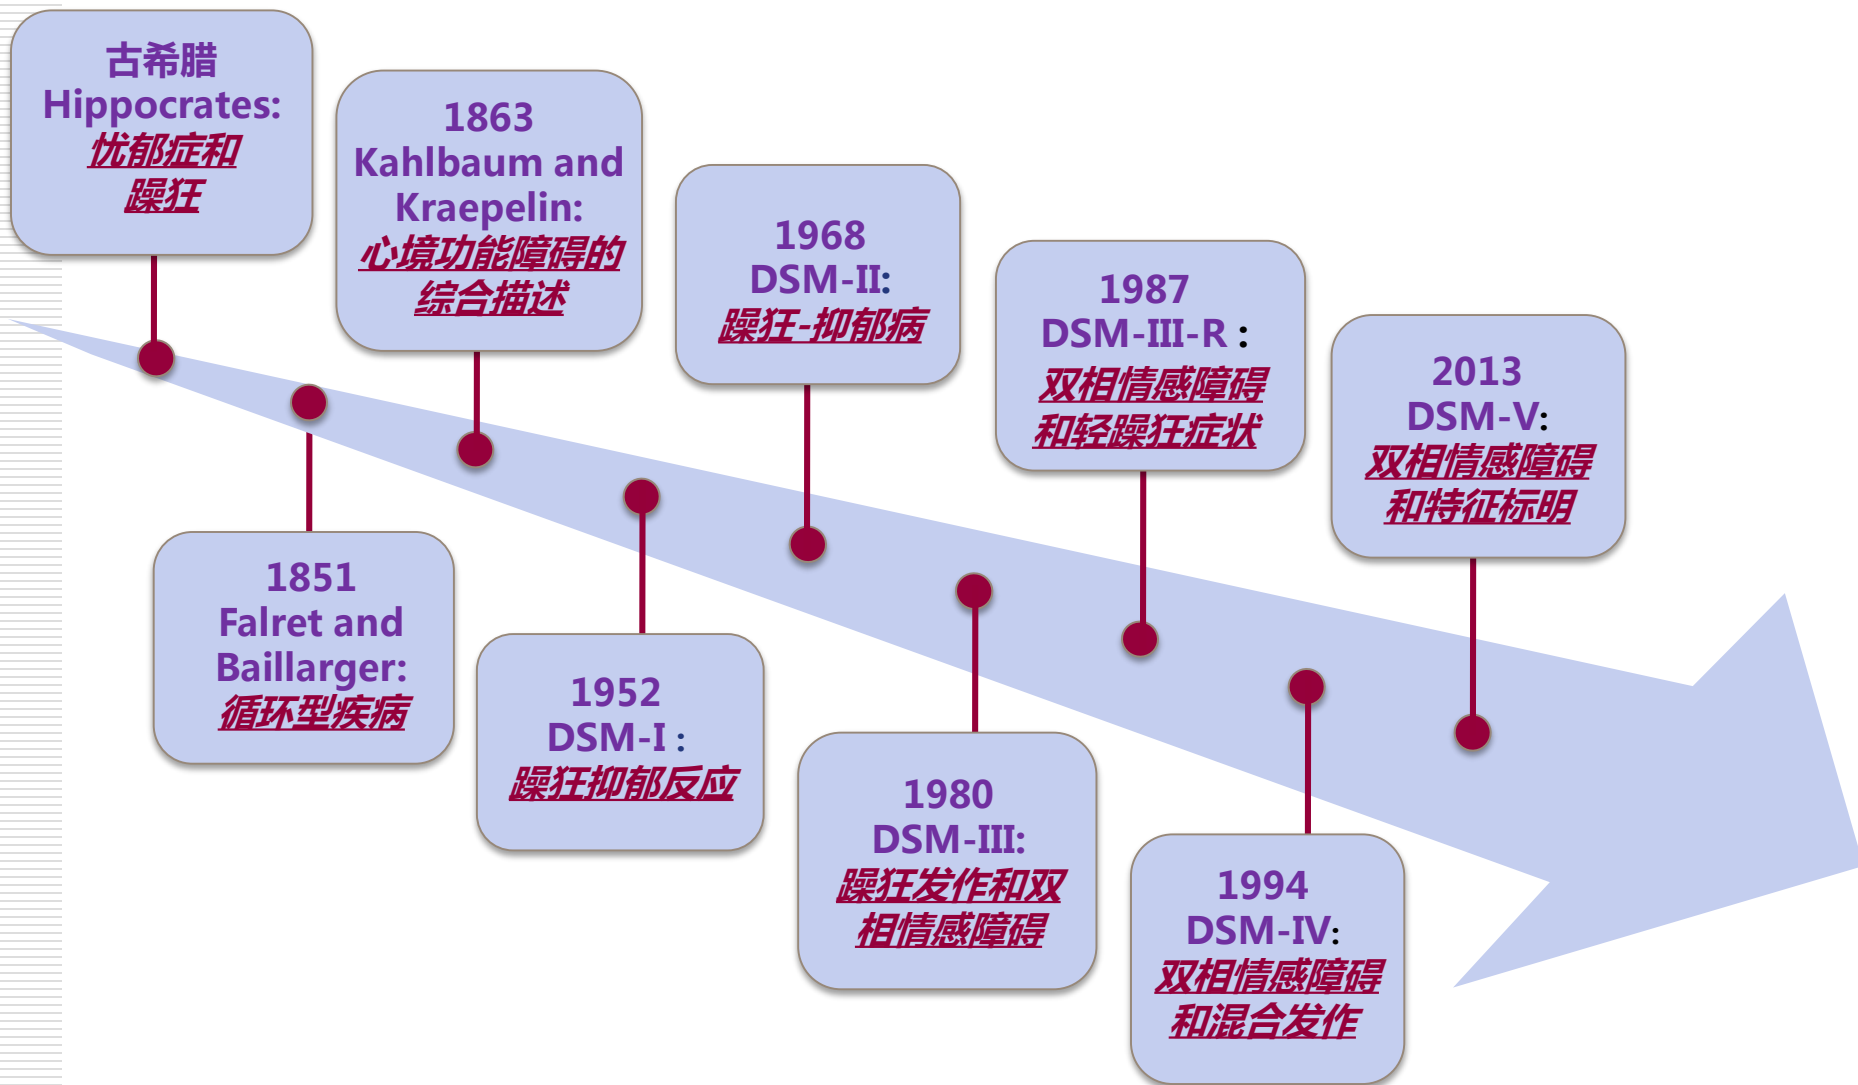 古希腊
Hippocrates:
忧郁症和
躁狂
1851
Falret and
Baillarger:
循环型疾病
1863
Kahlbaum and
Kraepelin:
心境功能障碍的
综合描述
1952
DSM-I :
躁狂抑郁反应
1968
DSM-II:
躁狂-抑郁病
1980
DSM-III:
躁狂发作和双
相情感障碍
1987
DSM-III-R :
双相情感障碍
和轻躁狂症状
1994
DSM-IV:
双相情感障碍
和混合发作
2013
DSM-V:
双相情感障碍
和特征标明